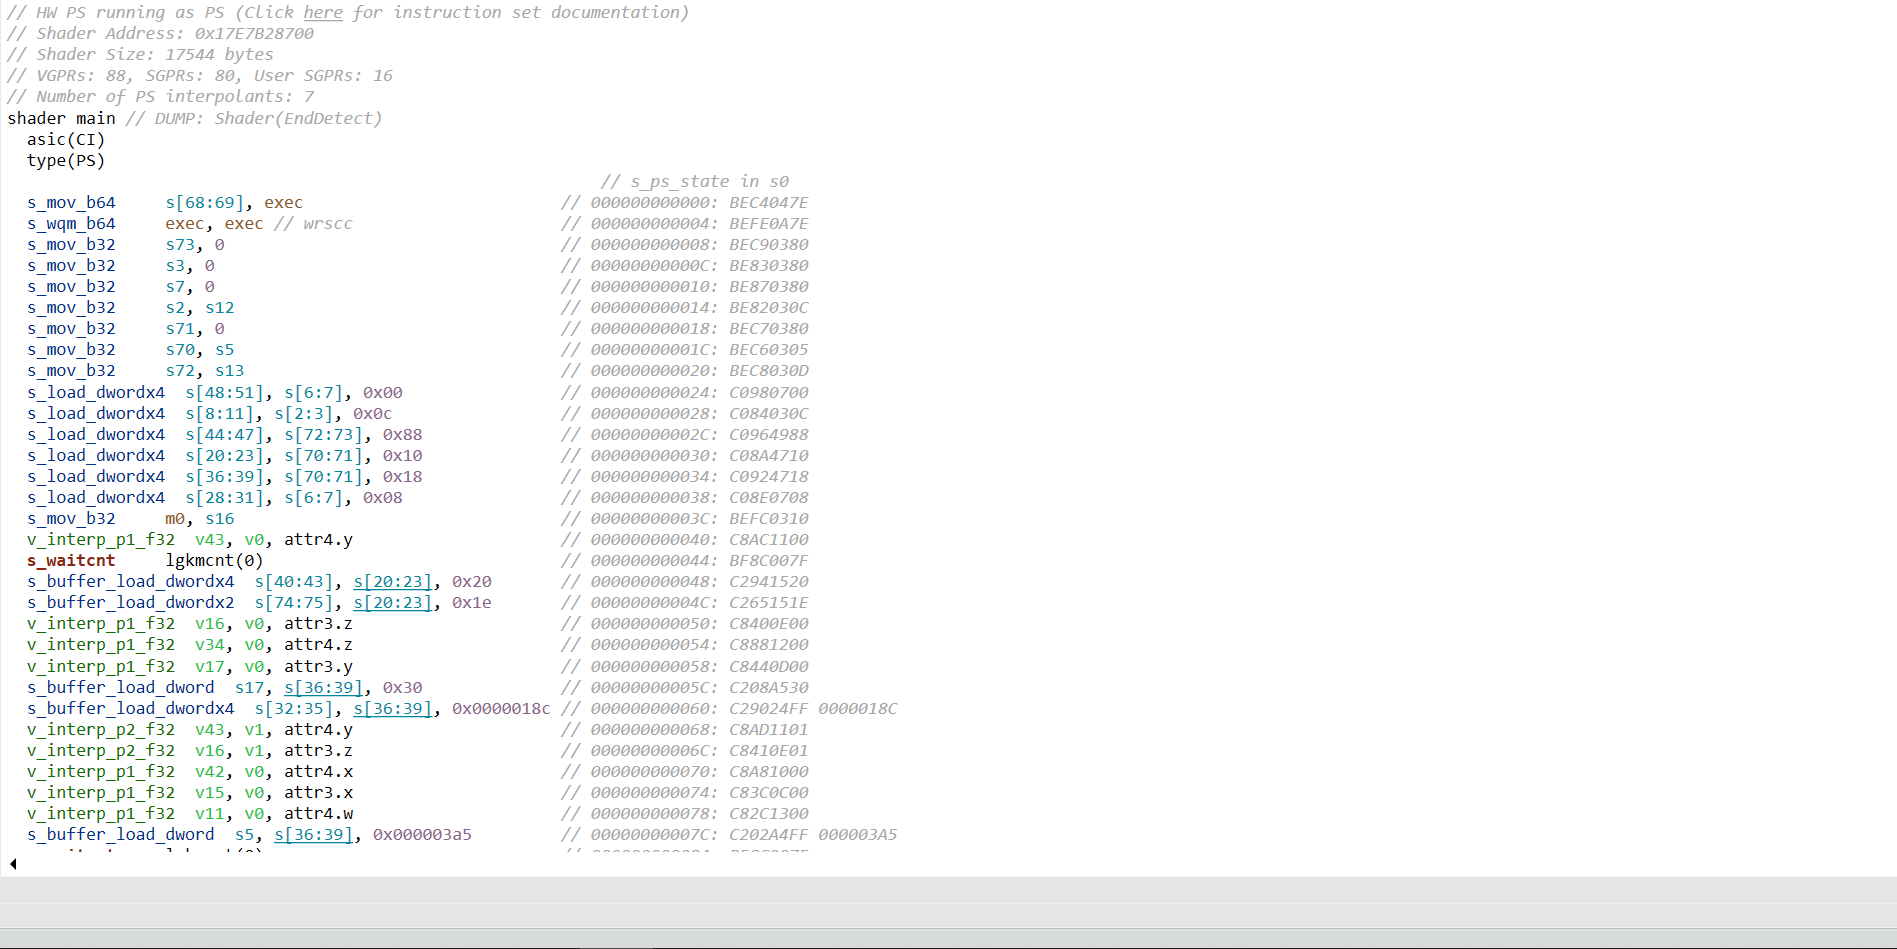 // HW PS running as PS (Click here for instruction set documentation)
// Shader Address: 0x17E7B28700
// Shader Size: 17544 bytes
// VGPRs: 88, SGPRs: 80, User SGPRs: 16
// Number of PS interpolants: 7
shader main // DUMP: Shader(EndDetect)
asic(CI)
type(PS)
// s_ps_state in s0
s_mov_b64 s[68:69], exec // 000000000000: BEC4047E
s_wqm_b64 exec, exec // wrscc // 000000000004: BEFE0A7E
s_mov_b32 s73, 0 // 000000000008: BEC90380
s_mov_b32 s3, 0 // 00000000000C: BE830380
s_mov_b32 s7, 0 // 000000000010: BE870380
s_mov_b32 s2, s12 // 000000000014: BE82030C
s_mov_b32 s71, 0 // 000000000018: BEC70380
s_mov_b32 s70, s5 // 00000000001C: BEC60305
s_mov_b32 s72, s13 // 000000000020: BEC8030D
s_load_dwordx4 s[48:51], s[6:7], 0x00 // 000000000024: C0980700
s_load_dwordx4 s[8:11], s[2:3], 0x0c // 000000000028: C084030C
s_load_dwordx4 s[44:47], s[72:73], 0x88 // 00000000002C: C0964988
s_load_dwordx4 s[20:23], s[70:71], 0x10 // 000000000030: C08A4710
s_load_dwordx4 s[36:39], s[70:71], 0x18 // 000000000034: C0924718
s_load_dwordx4 s[28:31], s[6:7], 0x08 // 000000000038: C08E0708
s_mov_b32 m0, s16 // 00000000003C: BEFC0310
v_interp_p1_f32 v43, v0, attr4.y // 000000000040: C8AC1100
s_waitcnt lgkmcnt(0) // 000000000044: BF8C007F
s_buffer_load_dwordx4 s[40:43], s[20:23], 0x20 // 000000000048: C2941520
s_buffer_load_dwordx2 s[74:75], s[20:23], 0x1e // 00000000004C: C265151E
v_interp_p1_f32 v16, v0, attr3.z // 000000000050: C8400E00
v_interp_p1_f32 v34, v0, attr4.z // 000000000054: C8881200
v_interp_p1_f32 v17, v0, attr3.y // 000000000058: C8440D00
s_buffer_load_dword s17, s[36:39], 0x30 // 00000000005C: C208A530
s_buffer_load_dwordx4 s[32:35], s[36:39], 0x0000018c // 000000000060: C29024FF 0000018C
v_interp_p2_f32 v43, v1, attr4.y // 000000000068: C8AD1101
v_interp_p2_f32 v16, v1, attr3.z // 00000000006C: C8410E01
v_interp_p1_f32 v42, v0, attr4.x // 000000000070: C8A81000
v_interp_p1_f32 v15, v0, attr3.x // 000000000074: C83C0C00
v_interp_p1_f32 v11, v0, attr4.w // 000000000078: C82C1300
s_buffer_load_dword s5, s[36:39], 0x000003a5 // 00000000007C: C202A4FF 000003A5